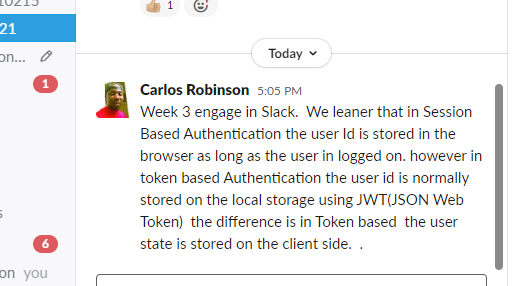 10215
👍🏼 1
21
Today
on...
1
Carlos Robinson 5:05 PM
Week 3 engage in Slack. We leaner that in Session
Based Authentication the user Id is stored in the
browser as long as the user in logged on. however in
token based Authentication the user id is normally
stored on the local storage using JWT(JSON Web
Token) the difference is in Token based the user
state is stored on the client side. .
s
6
on you